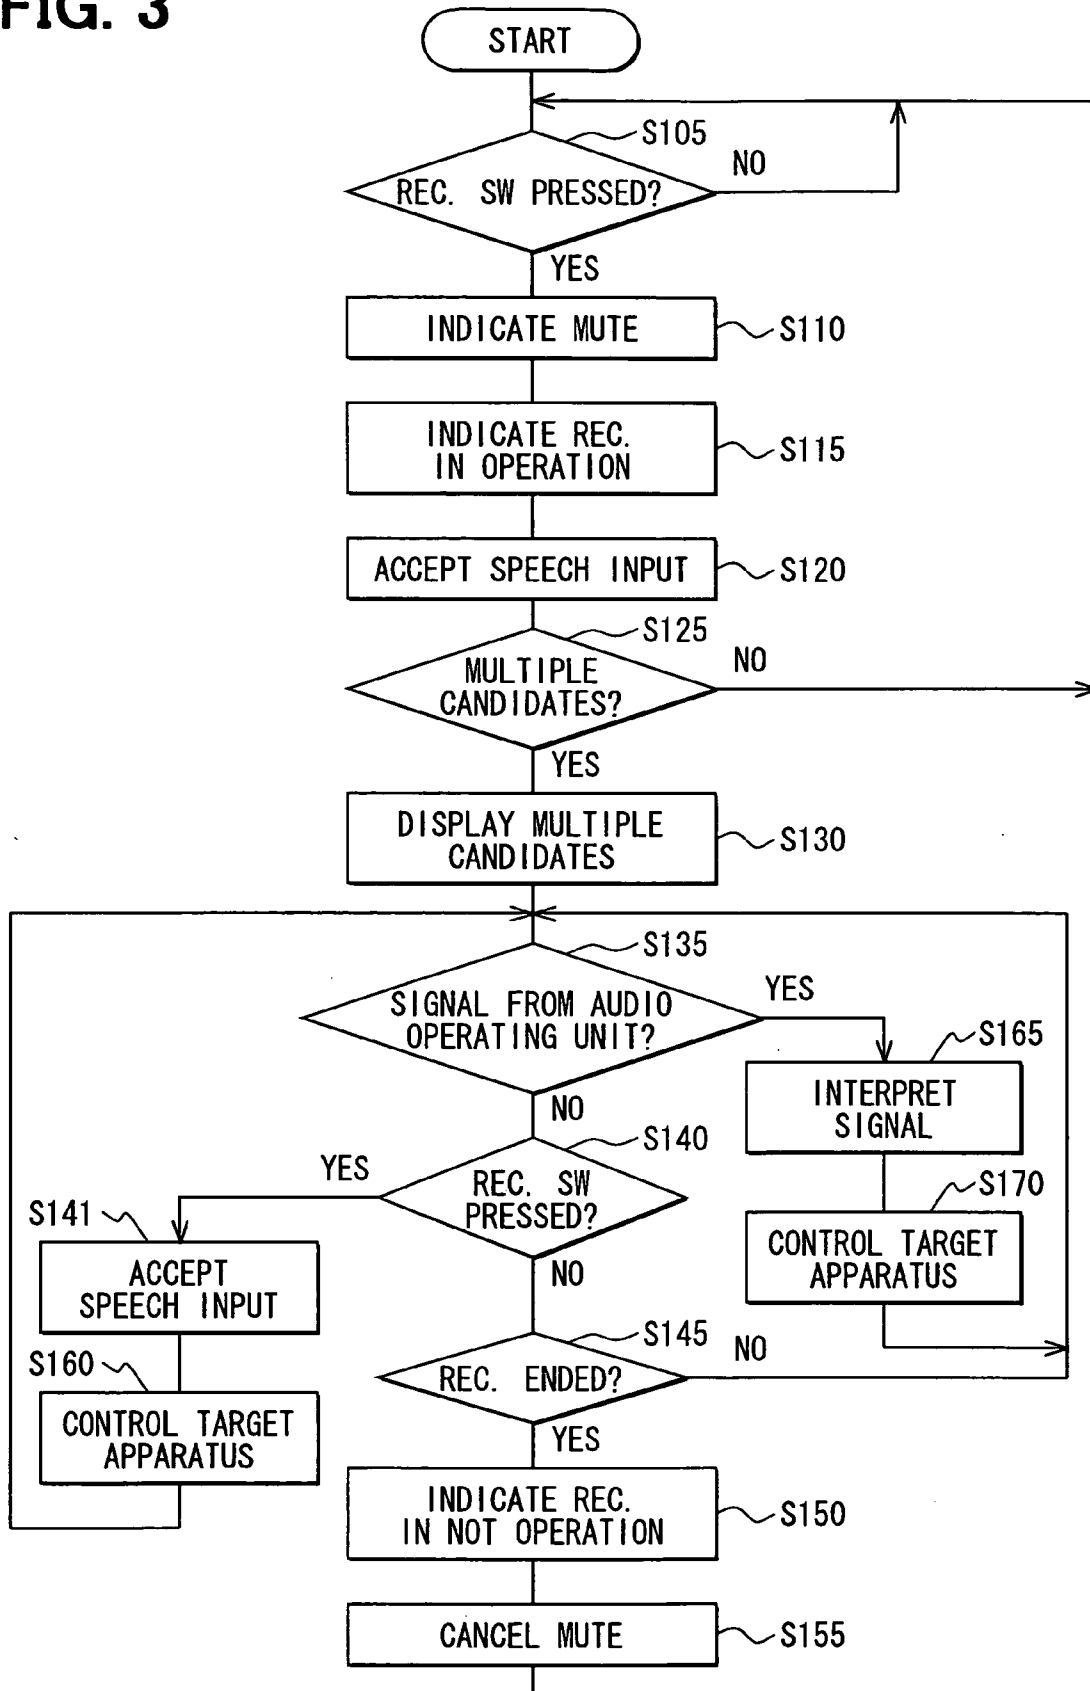 FIG. 3
START
S105
REC. SW PRESSED?
NO
YES
INDICATE MUTE
S110
INDICATE REC.
IN OPERATION
S115
ACCEPT SPEECH INPUT
S120
S125
MULTIPLE
CANDIDATES?
NO
YES
DISPLAY MULTIPLE
CANDIDATES
S130
S135
SIGNAL FROM AUDIO
OPERATING UNIT?
YES
NO
S165
INTERPRET
SIGNAL
S170
CONTROL TARGET
APPARATUS
S140
REC. SW
PRESSED?
YES
NO
S141
ACCEPT
SPEECH INPUT
S160
CONTROL TARGET
APPARATUS
S145
REC. ENDED?
NO
YES
INDICATE REC.
IN NOT OPERATION
S150
CANCEL MUTE
S155